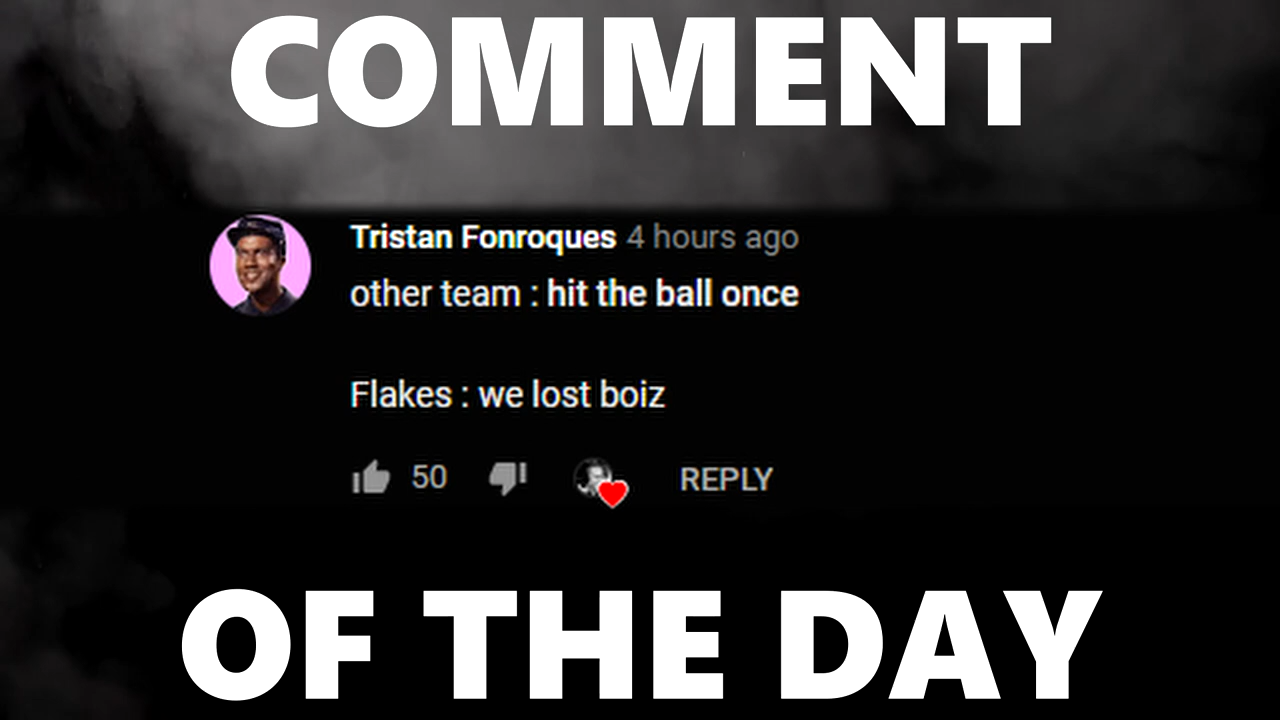 COMMENT
Tristan Fonroques 4 hours ago
other team : hit the ball once
Flakes : we lost boiz
50 REPLY
OF THE DAY